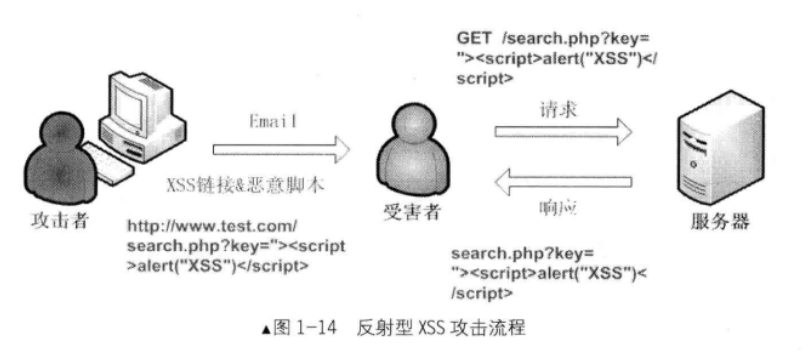 GET /search.php?key=
"><script>alert("XSS")</
script>
Email
请求
XSS链接&恶意脚本
攻击者
受害者
响应
服务器
http://www.test.com/
search.php?key="><script
>alert("XSS")</script>
search.php?key=
"><script>alert("XSS")<
/script>
▲图 1-14 反射型 XSS 攻击流程